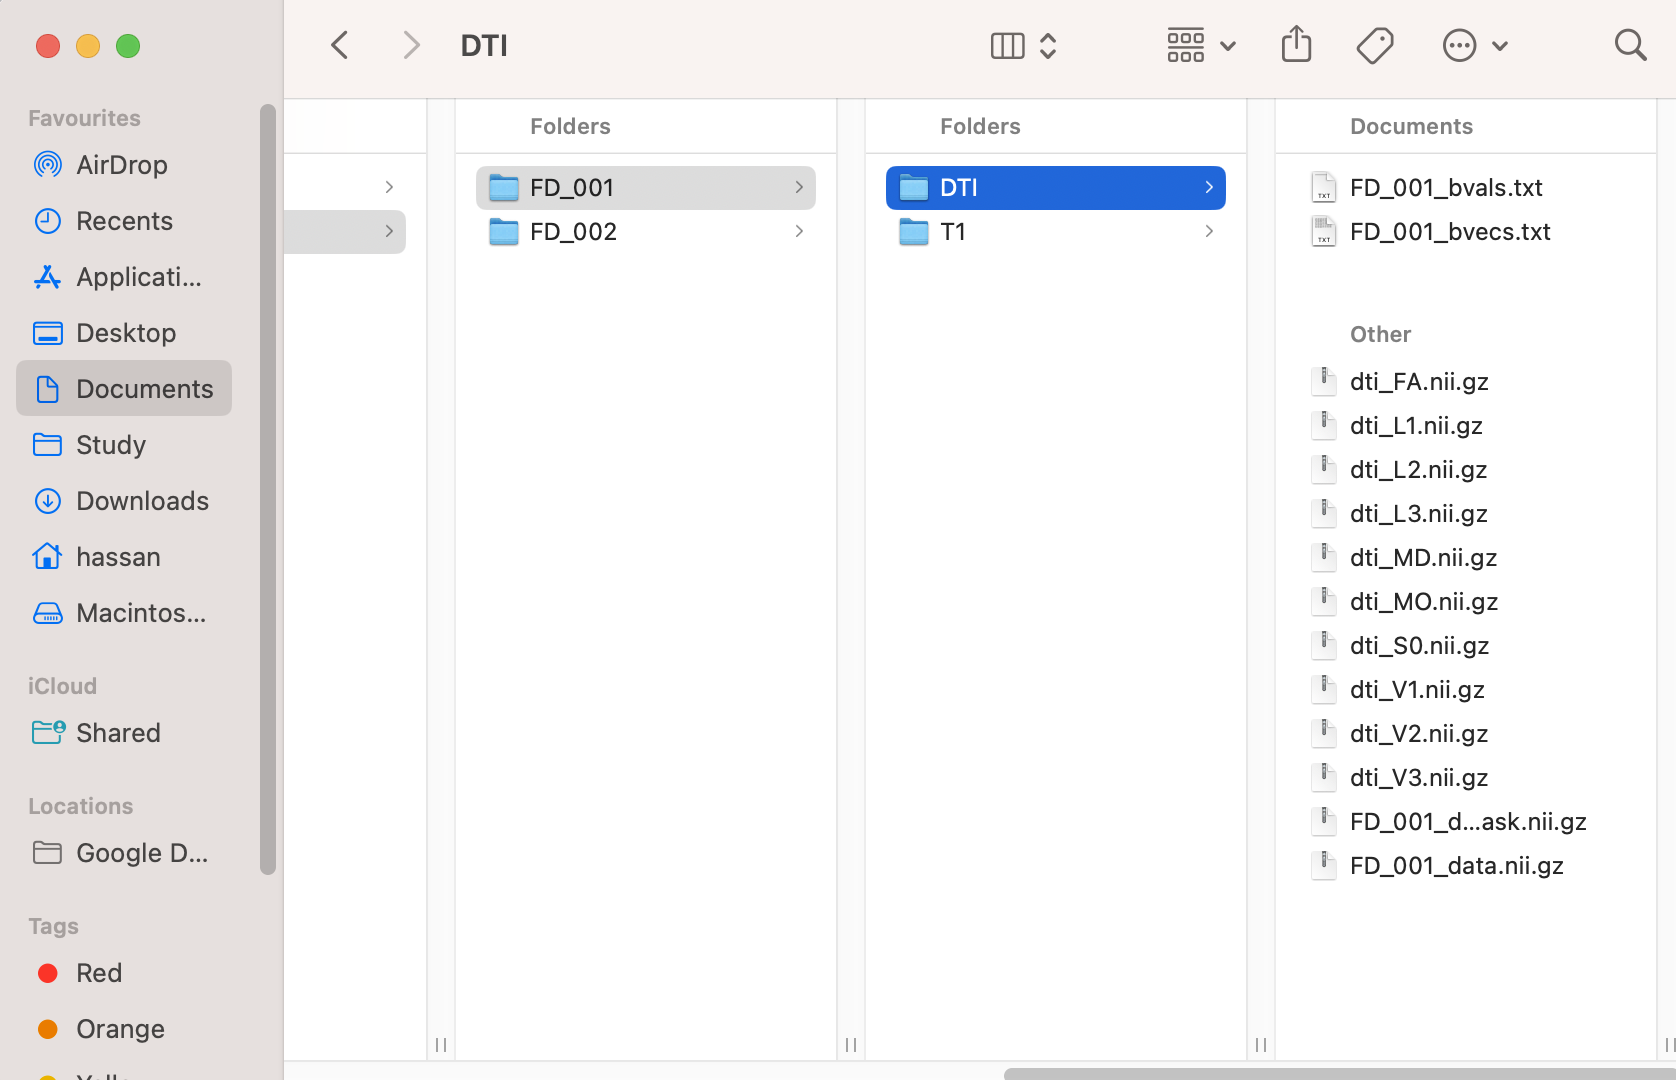 DTI
Favourites
AirDrop
Recents
Applicati...
Desktop
Documents
Study
Downloads
hassan
Macintos...
iCloud
Shared
Locations
Google D...
Tags
Red
Orange
Folders
FD_001
FD_002
Folders
DTI
T1
Documents
FD_001_bvals.txt
FD_001_bvecs.txt
Other
dti_FA.nii.gz
dti_L1.nii.gz
dti_L2.nii.gz
dti_L3.nii.gz
dti_MD.nii.gz
dti_MO.nii.gz
dti_S0.nii.gz
dti_V1.nii.gz
dti_V2.nii.gz
dti_V3.nii.gz
FD_001_d...ask.nii.gz
FD_001_data.nii.gz